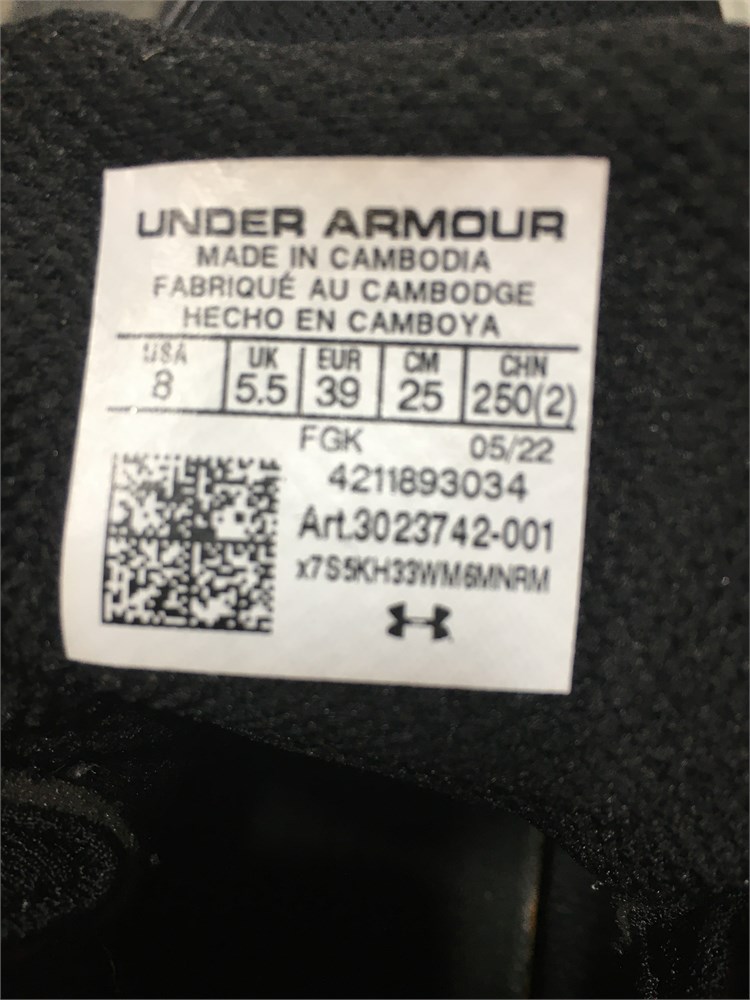 UNDER ARMOUR
MADE IN CAMBODIA
FABRIQUÉ AU CAMBODGE
HECHO EN CAMBOYA
USA UK EUR CM CHN
8 5.5 39 25 250(2)
FGK 05/22
4211893034
Art.3023742-001
x7S5KH33WM6MNRM